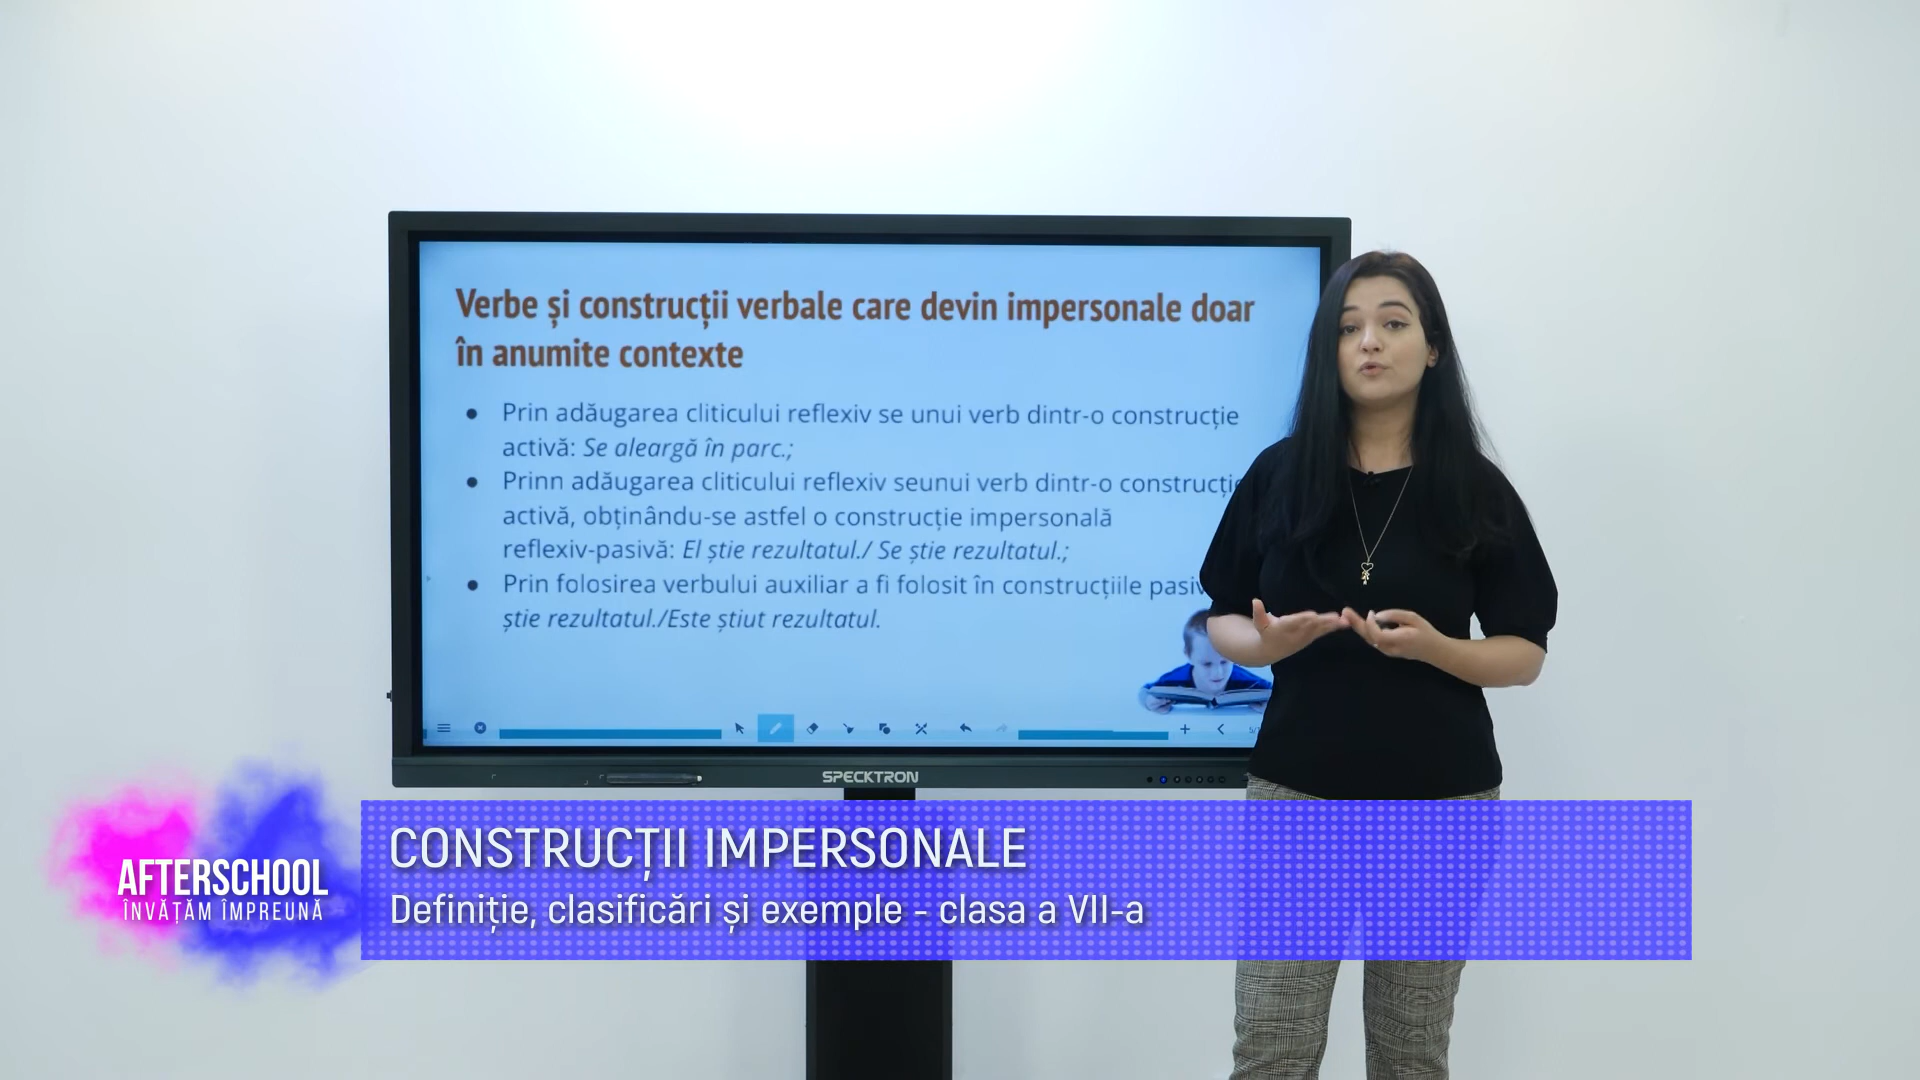 Verbe și construcții verbale care devin impersonale doar
în anumite contexte
● Prin adăugarea cliticului reflexiv se unui verb dintr-o construcție
activă: Se aleargă în parc.;
● Prinn adăugarea cliticului reflexiv seunui verb dintr-o construcție
activă, obținându-se astfel o construcție impersonală
reflexiv-pasivă: El știe rezultatul./ Se știe rezultatul.;
● Prin folosirea verbului auxiliar a fi folosit în construcțiile
știe rezultatul./Este știut rezultatul.
SPECKTRON
CONSTRUCȚII IMPERSONALE
Definiție, clasificări și exemple - clasa a VII-a
AFTERSCHOOL
ÎNVĂȚĂM ÎMPREUNĂ